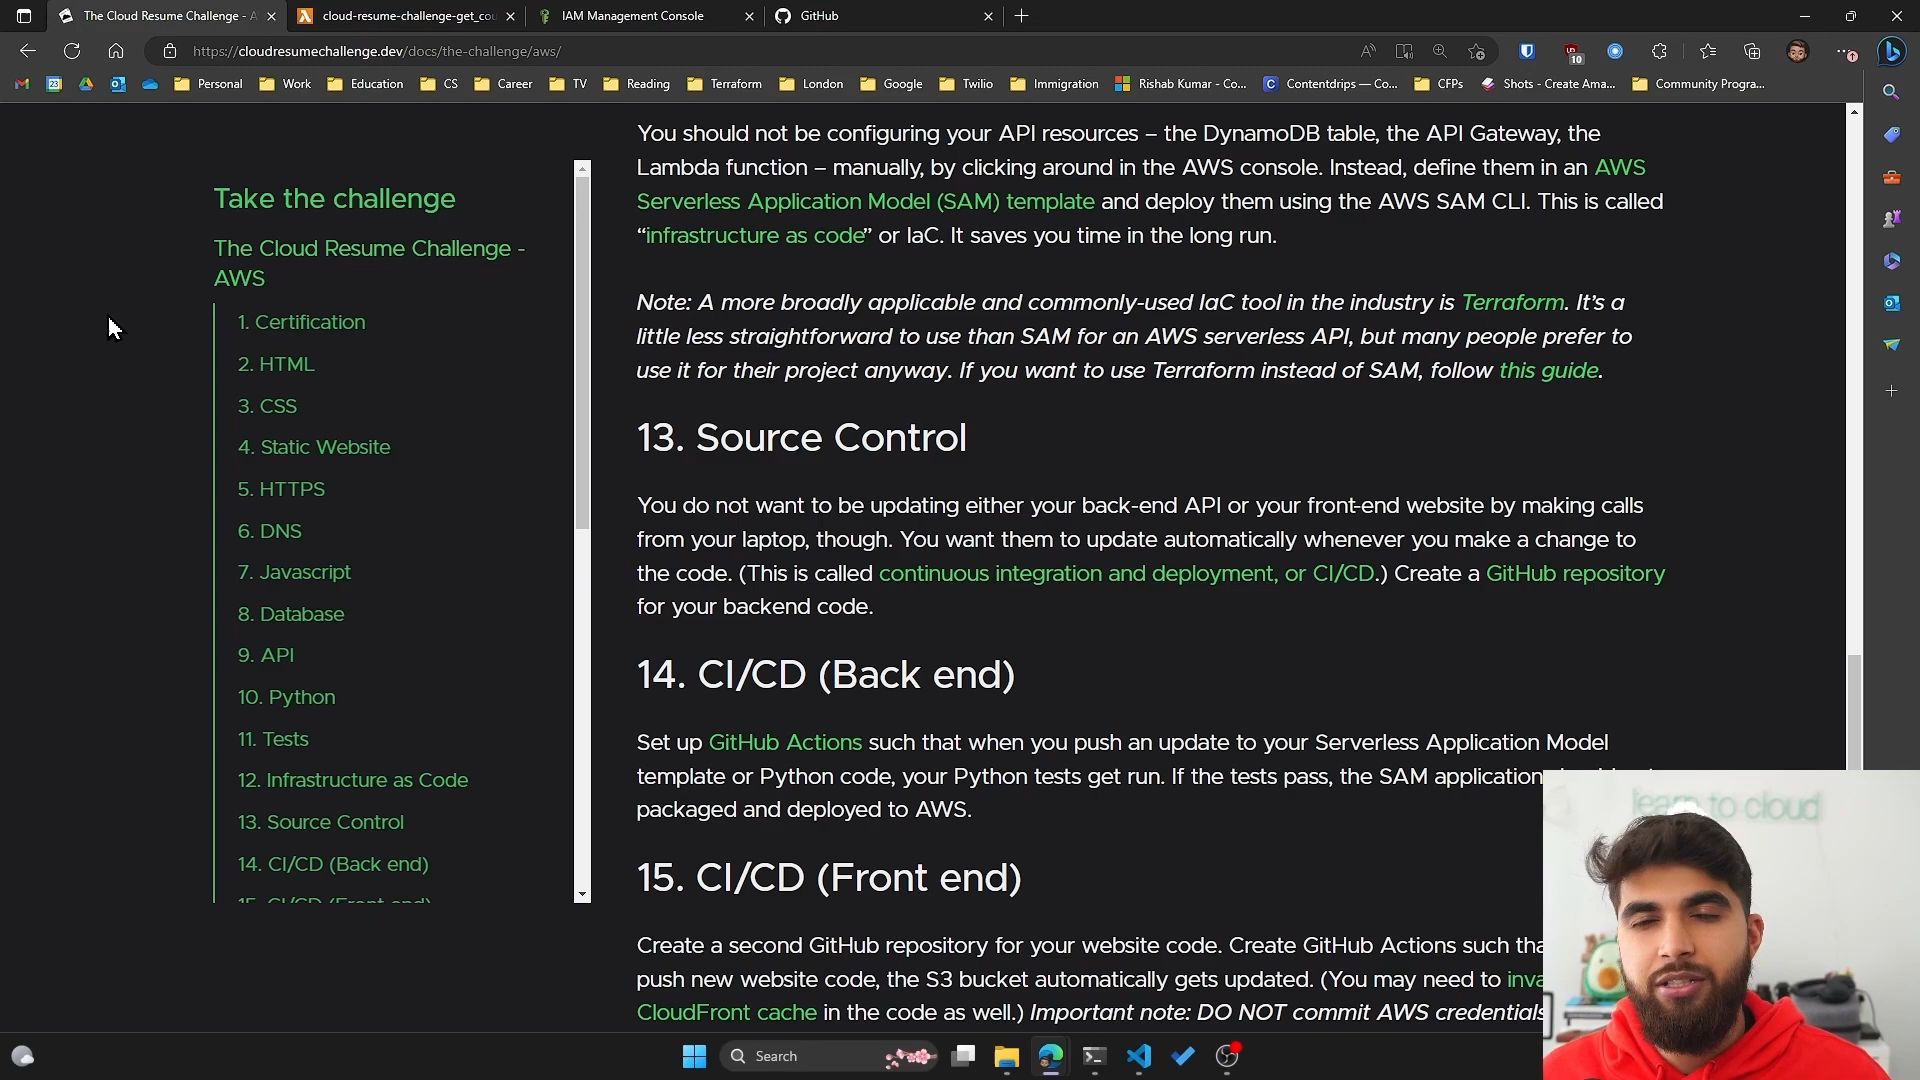 The Cloud Resume Challenge - A
cloud-resume-challenge-get_cou
IAM Management Console
GitHub
https://cloudresumechallenge.dev/docs/the-challenge/aws/
10
23
Personal
Work
Education
CS
Career
TV
Reading
Terraform
London
Google
Twilio
Immigration
Rishab Kumar - Co...
Contentdrips — Co...
CFPs
Shots - Create Ama...
Community Progra...
Take the challenge
The Cloud Resume Challenge -
AWS
1. Certification
2. HTML
3. CSS
4. Static Website
5. HTTPS
6. DNS
7. Javascript
8. Database
9. API
10. Python
11. Tests
12. Infrastructure as Code
13. Source Control
14. CI/CD (Back end)
15. CI/CD (Front end)
You should not be configuring your API resources – the DynamoDB table, the API Gateway, the
Lambda function – manually, by clicking around in the AWS console. Instead, define them in an AWS
Serverless Application Model (SAM) template and deploy them using the AWS SAM CLI. This is called
“infrastructure as code” or IaC. It saves you time in the long run.
Note: A more broadly applicable and commonly-used IaC tool in the industry is Terraform. It’s a
little less straightforward to use than SAM for an AWS serverless API, but many people prefer to
use it for their project anyway. If you want to use Terraform instead of SAM, follow this guide.
13. Source Control
You do not want to be updating either your back-end API or your front-end website by making calls
from your laptop, though. You want them to update automatically whenever you make a change to
the code. (This is called continuous integration and deployment, or CI/CD.) Create a GitHub repository
for your backend code.
14. CI/CD (Back end)
Set up GitHub Actions such that when you push an update to your Serverless Application Model
template or Python code, your Python tests get run. If the tests pass, the SAM application
packaged and deployed to AWS.
15. CI/CD (Front end)
Create a second GitHub repository for your website code. Create GitHub Actions such tha
push new website code, the S3 bucket automatically gets updated. (You may need to inva
CloudFront cache in the code as well.) Important note: DO NOT commit AWS credentials
learn to cloud
Search